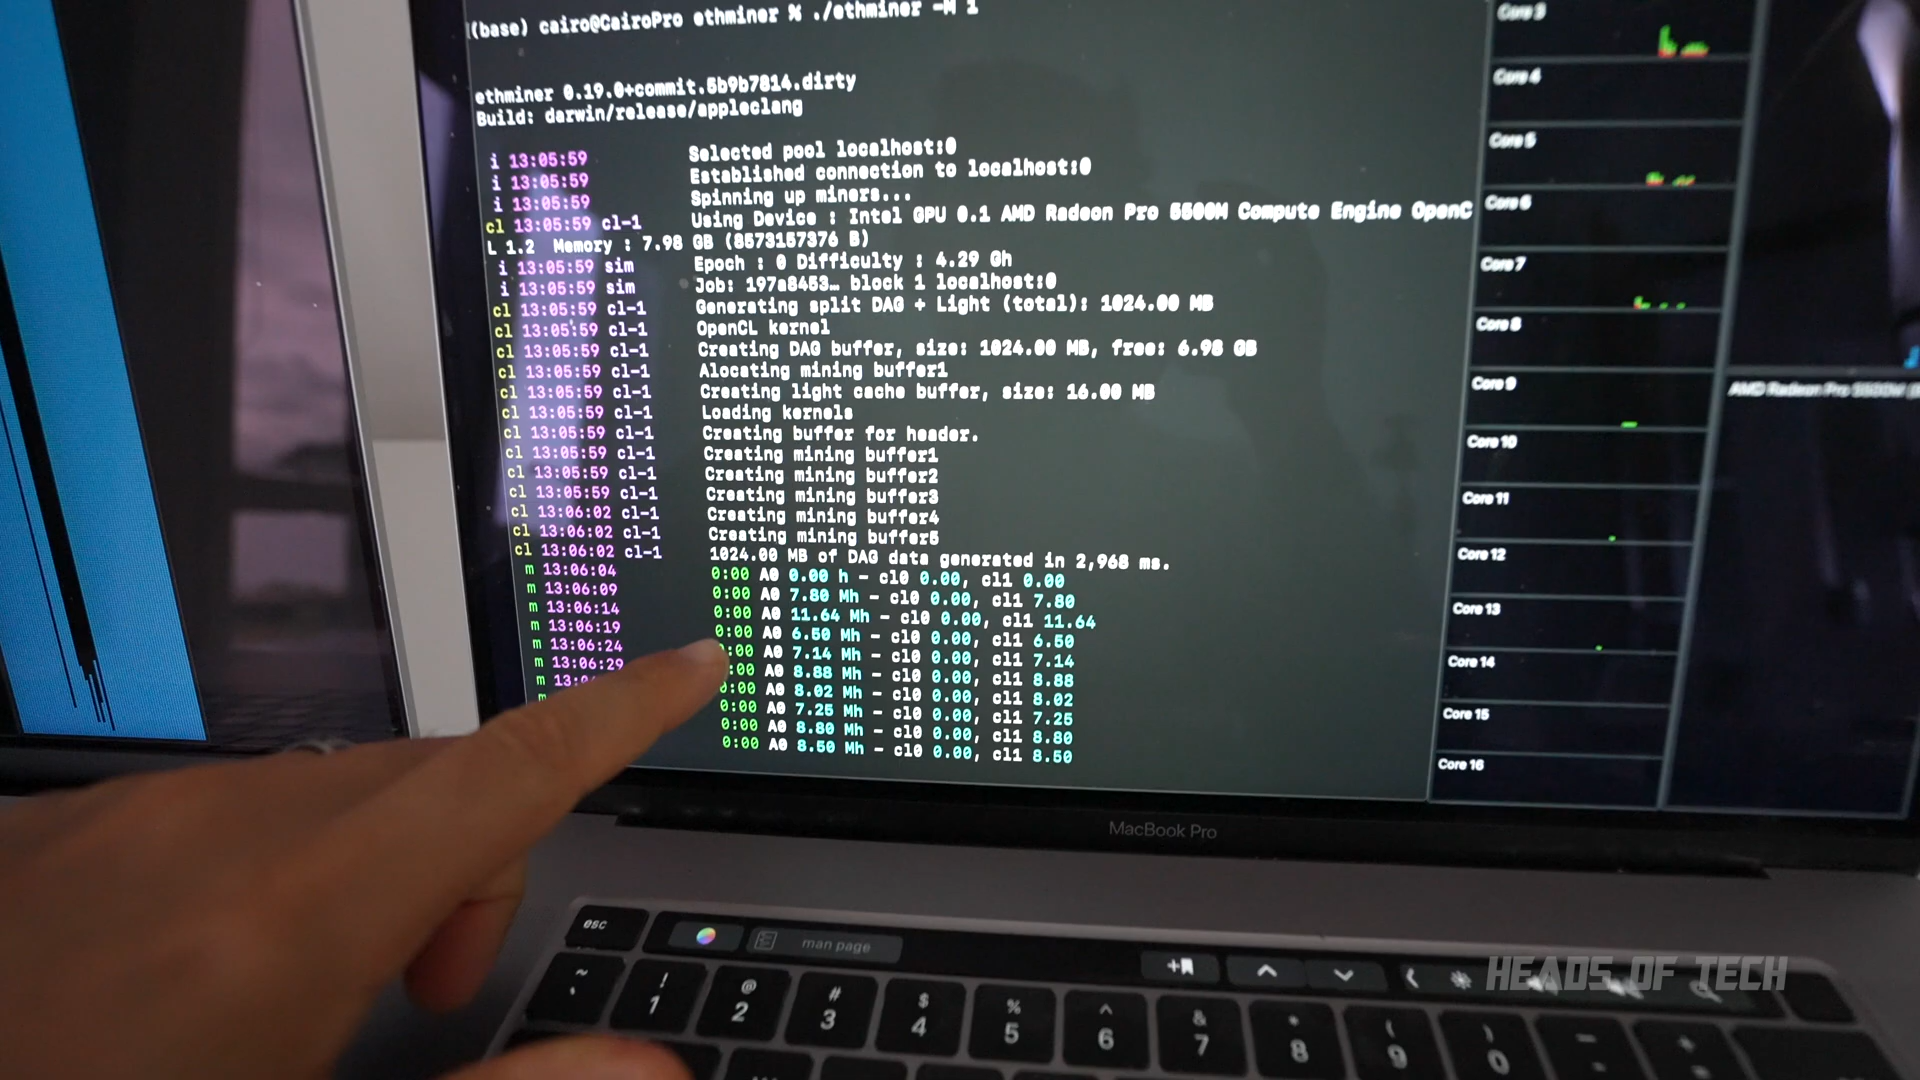 (base) cairo@CairoPro ethminer % ./ethminer -M 1
ethminer 0.19.0+commit.5b9b7814.dirty
Build: darwin/release/appleclang
i 13:05:59 Selected pool localhost:0
i 13:05:59 Established connection to localhost:0
i 13:05:59 Spinning up miners...
cl 13:05:59 cl-1 Using Device : Intel GPU 0.1 AMD Radeon Pro 5500M Compute Engine OpenC
L 1.2 Memory : 7.98 GB (8573157376 B)
i 13:05:59 sim Epoch : 0 Difficulty : 4.29 Gh
i 13:05:59 sim Job: 197a8453… block 1 localhost:0
cl 13:05:59 cl-1 Generating split DAG + Light (total): 1024.00 MB
cl 13:05:59 cl-1 OpenCL kernel
cl 13:05:59 cl-1 Creating DAG buffer, size: 1024.00 MB, free: 6.98 GB
cl 13:05:59 cl-1 Alocating mining buffer1
cl 13:05:59 cl-1 Creating light cache buffer, size: 16.00 MB
cl 13:05:59 cl-1 Loading kernels
cl 13:05:59 cl-1 Creating buffer for header.
cl 13:05:59 cl-1 Creating mining buffer1
cl 13:05:59 cl-1 Creating mining buffer2
cl 13:05:59 cl-1 Creating mining buffer3
cl 13:06:02 cl-1 Creating mining buffer4
cl 13:06:02 cl-1 Creating mining buffer5
cl 13:06:02 cl-1 1024.00 MB of DAG data generated in 2,968 ms.
m 13:06:04 0:00 A0 0.00 h - cl0 0.00, cl1 0.00
m 13:06:09 0:00 A0 7.80 Mh - cl0 0.00, cl1 7.80
m 13:06:14 0:00 A0 11.64 Mh - cl0 0.00, cl1 11.64
m 13:06:19 0:00 A0 6.50 Mh - cl0 0.00, cl1 6.50
m 13:06:24 :00 A0 7.14 Mh - cl0 0.00, cl1 7.14
m 13:06:29 :00 A0 8.88 Mh - cl0 0.00, cl1 8.88
m 13:0 :00 A0 8.02 Mh - cl0 0.00, cl1 8.02
m 0:00 A0 7.25 Mh - cl0 0.00, cl1 7.25
0:00 A0 8.80 Mh - cl0 0.00, cl1 8.80
0:00 A0 8.50 Mh - cl0 0.00, cl1 8.50
Core 3
Core 4
Core 5
Core 6
Core 7
Core 8
Core 9
Core 10
Core 11
Core 12
Core 13
Core 14
Core 15
Core 16
AMD Radeon Pro 5500M
MacBook Pro
esc
man page
HEADS OF TECH
~ ! @ # $ % ^ & * ( )
` 1 2 3 4 5 6 7 8 9 0